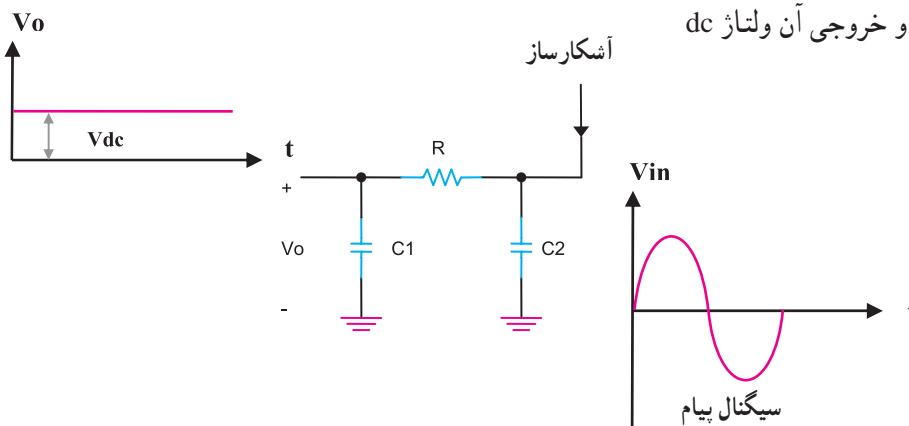 و خروجی آن ولتاژ dc
Vo
آشکارساز
Vdc
t
R
Vin
+
Vo
C1
C2
-
سیگنال پیام